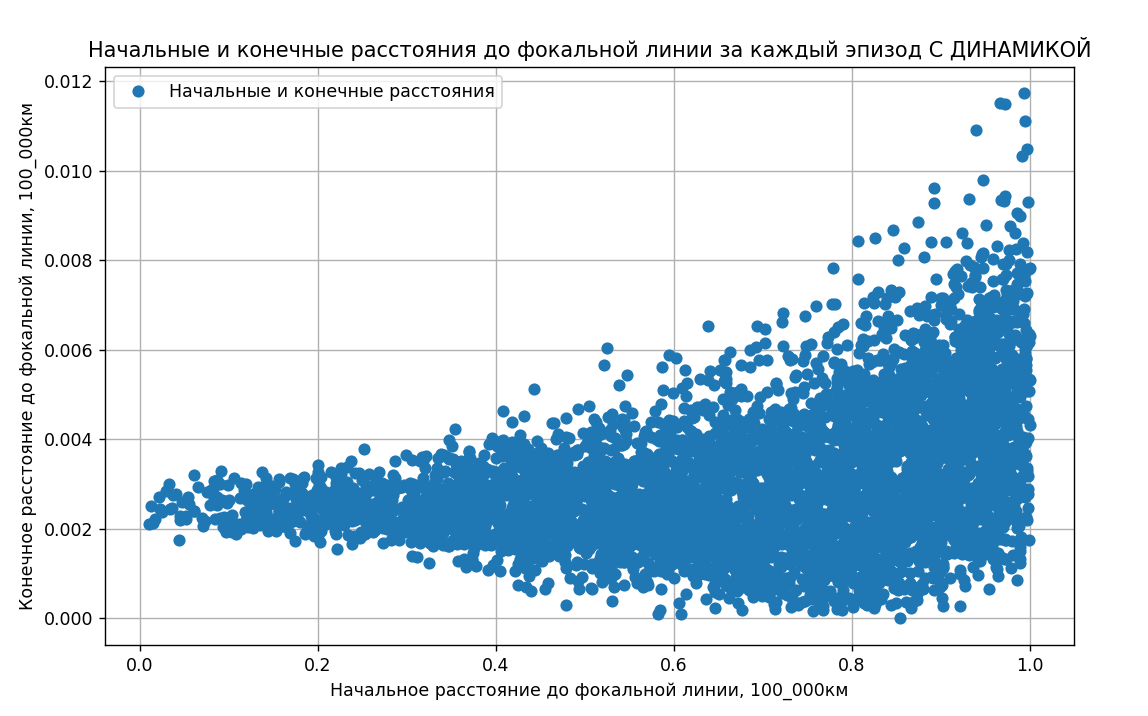 Начальные и конечные расстояния до фокальной линии за каждый эпизод С ДИНАМИКОЙ
Начальные и конечные расстояния
Конечное расстояние до фокальной линии, 100_000км
0.012
0.010
0.008
0.006
0.004
0.002
0.000
0.0 0.2 0.4 0.6 0.8 1.0
Начальное расстояние до фокальной линии, 100_000км